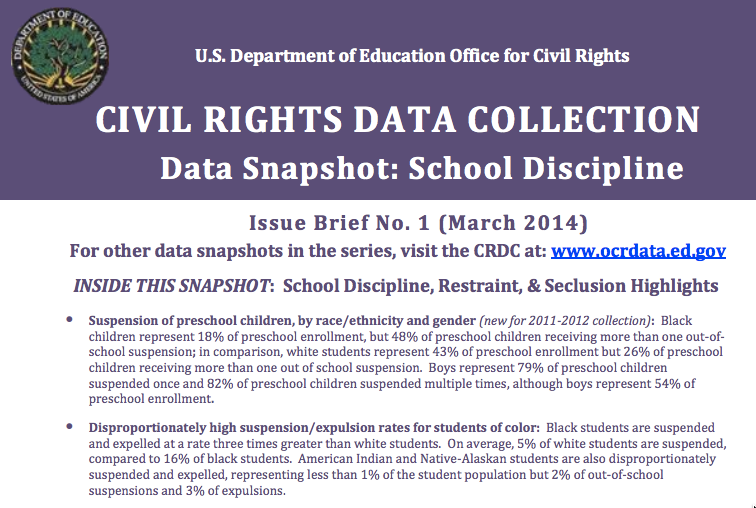 DEPARTMENT OF EDUCATION
UNITED STATES OF AMERICA
U.S. Department of Education Office for Civil Rights
CIVIL RIGHTS DATA COLLECTION
Data Snapshot: School Discipline
Issue Brief No. 1 (March 2014)
For other data snapshots in the series, visit the CRDC at: www.ocrdata.ed.gov
INSIDE THIS SNAPSHOT: School Discipline, Restraint, & Seclusion Highlights
• Suspension of preschool children, by race/ethnicity and gender (new for 2011-2012 collection): Black
children represent 18% of preschool enrollment, but 48% of preschool children receiving more than one out-of-
school suspension; in comparison, white students represent 43% of preschool enrollment but 26% of preschool
children receiving more than one out of school suspension. Boys represent 79% of preschool children
suspended once and 82% of preschool children suspended multiple times, although boys represent 54% of
preschool enrollment.
• Disproportionately high suspension/expulsion rates for students of color: Black students are suspended
and expelled at a rate three times greater than white students. On average, 5% of white students are suspended,
compared to 16% of black students. American Indian and Native-Alaskan students are also disproportionately
suspended and expelled, representing less than 1% of the student population but 2% of out-of-school
suspensions and 3% of expulsions.